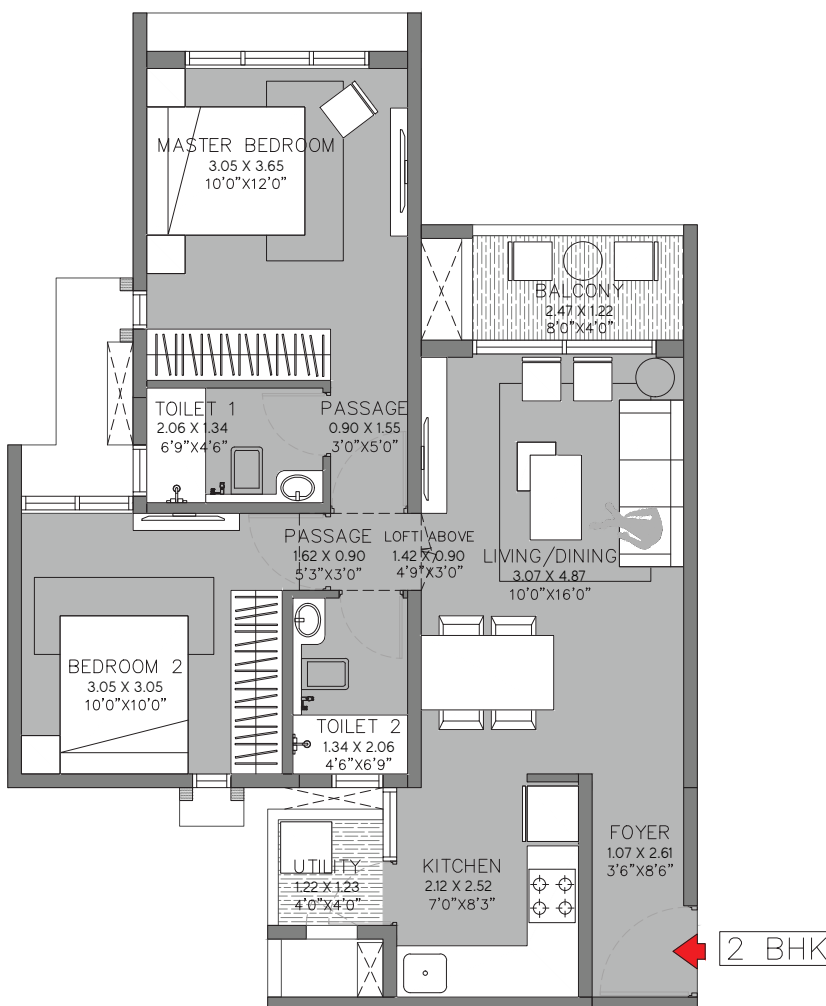 MASTER BEDROOM
3.05 X 3.65
10'0"X12'0"
BALCONY
2.47 X 1.22
8'0"X4'0"
TOILET 1
2.06 X 1.34
6'9"X4'6"
PASSAGE
0.90 X 1.55
3'0"X5'0"
PASSAGE
1.62 X 0.90
5'3"X3'0"
LOFT ABOVE
1.42 X 0.90
4'9"X3'0"
LIVING/DINING
3.07 X 4.87
10'0"X16'0"
BEDROOM 2
3.05 X 3.05
10'0"X10'0"
TOILET 2
1.34 X 2.06
4'6"X6'9"
UTILITY
1.22 X 1.23
4'0"X4'0"
KITCHEN
2.12 X 2.52
7'0"X8'3"
FOYER
1.07 X 2.61
3'6"X8'6"
2 BHK